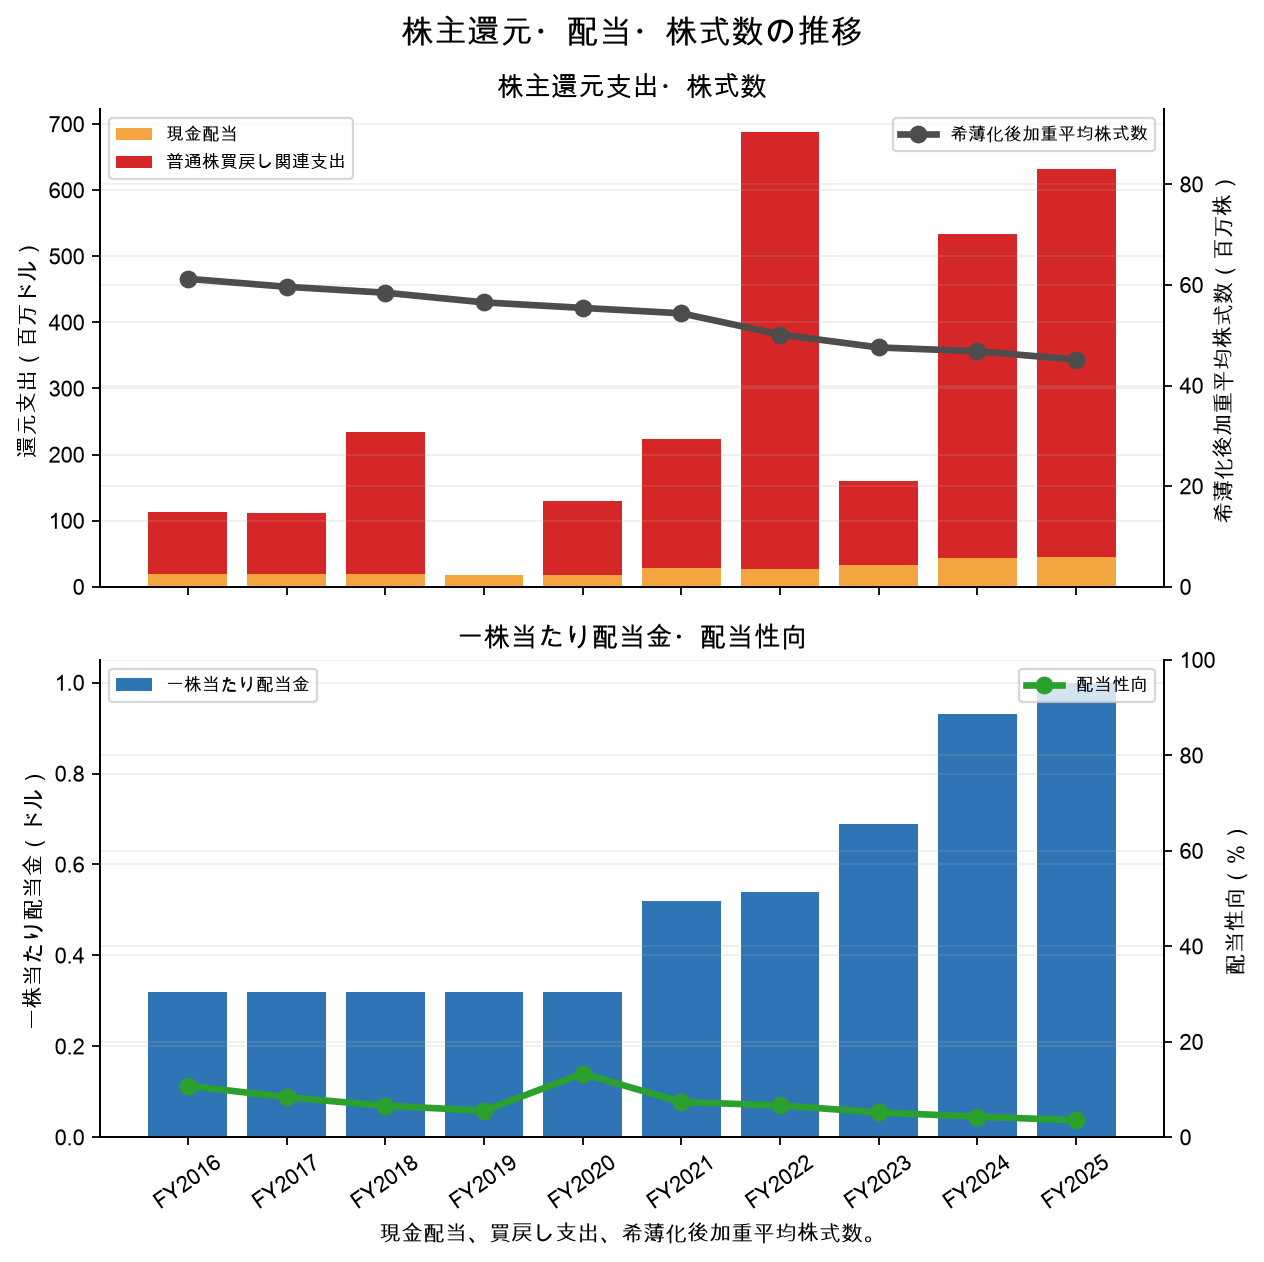 株主還元・配当・株式数の推移
株主還元支出・株式数
現金配当
普通株買戻し関連支出
希薄化後加重平均株式数
700
600
500
400
300
200
100
0
還元支出（百万ドル）
80
60
40
20
0
希薄化後加重平均株式数（百万株）
一株当たり配当金・配当性向
一株当たり配当金
配当性向
1.0
0.8
0.6
0.4
0.2
0.0
一株当たり配当金（ドル）
100
80
60
40
20
0
配当性向（%）
FY2016 FY2017 FY2018 FY2019 FY2020 FY2021 FY2022 FY2023 FY2024 FY2025
現金配当、買戻し支出、希薄化後加重平均株式数。